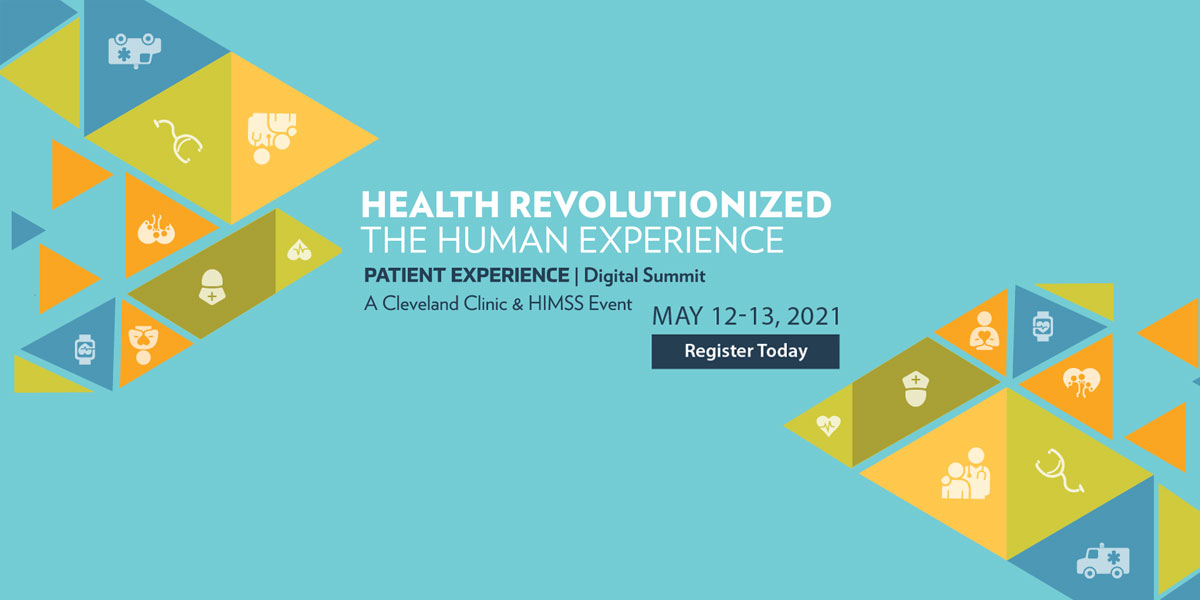 HEALTH REVOLUTIONIZED
THE HUMAN EXPERIENCE
PATIENT EXPERIENCE | Digital Summit
A Cleveland Clinic & HIMSS Event
MAY 12-13, 2021
Register Today